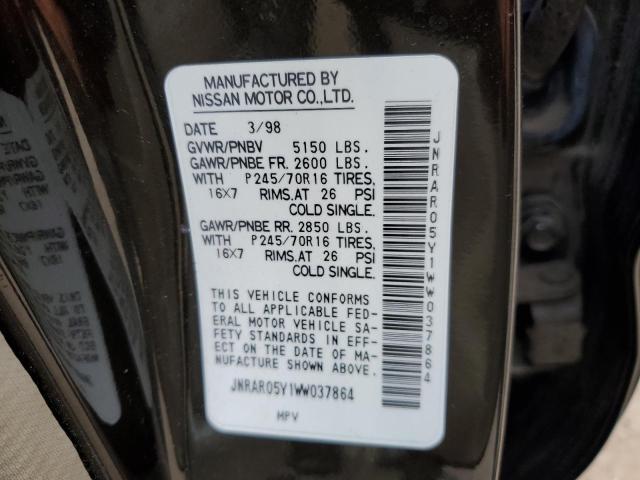 MANUFACTURED BY
NISSAN MOTOR CO.,LTD.
DATE 3/98
GVWR/PNBV 5150 LBS.
GAWR/PNBE FR. 2600 LBS.
WITH P245/70R16 TIRES,
16X7 RIMS.AT 26 PSI
COLD SINGLE.
GAWR/PNBE RR. 2850 LBS.
WITH P245/70R16 TIRES,
16X7 RIMS.AT 26 PSI
COLD SINGLE.
THIS VEHICLE CONFORMS
TO ALL APPLICABLE FED-
ERAL MOTOR VEHICLE SA-
FETY STANDARDS IN EFF-
ECT ON THE DATE OF MA-
NUFACTURE SHOWN ABOVE.
JNRAR05Y1WW037864
MPV
JNRAR05Y1WW037864